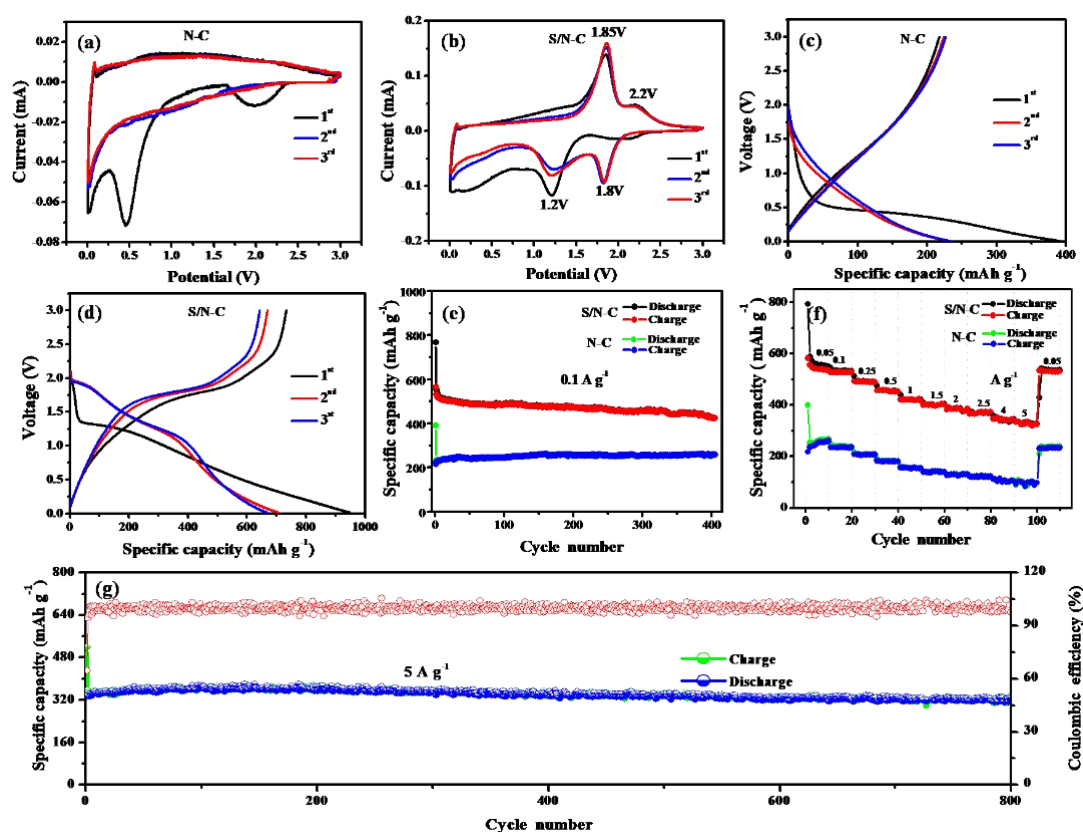 (a)
N-C
0.02
0.00
-0.02
-0.04
-0.06
-0.08
Current (mA)
1st
2nd
3rd
0.0 0.5 1.0 1.5 2.0 2.5 3.0
Potential (V)
(b)
S/N-C
1.85V
2.2V
1.2V
1.8V
0.2
0.1
0.0
-0.1
-0.2
Current (mA)
1st
2nd
3rd
0.0 0.5 1.0 1.5 2.0 2.5 3.0
Potential (V)
(c)
N-C
3.0
2.5
2.0
1.5
1.0
0.5
0.0
Voltage (V)
1st
2nd
3rd
0 100 200 300 400
Specific capacity (mAh g-1)
(d)
S/N-C
3.0
2.5
2.0
1.5
1.0
0.5
0.0
Voltage (V)
1st
2nd
3st
0 200 400 600 800 1000
Specific capacity (mAh g-1)
(e)
S/N-C
Discharge
Charge
N-C
Discharge
Charge
0.1 A g-1
1000
800
600
400
200
0
Specific capacity (mAh g-1)
0 100 200 300 400
Cycle number
(f)
S/N-C
Discharge
Charge
N-C
Discharge
Charge
A g-1
0.05 0.1 0.25 0.5 1 1.5 2 2.5 4 5 0.05
800
600
400
200
0
Specific capacity (mAh g-1)
0 20 40 60 80 100
Cycle number
(g)
5 A g-1
Charge
Discharge
800
640
480
320
160
0
Specific capacity (mAh g-1)
120
90
60
30
0
Coulombic efficiency (%)
0 200 400 600 800
Cycle number